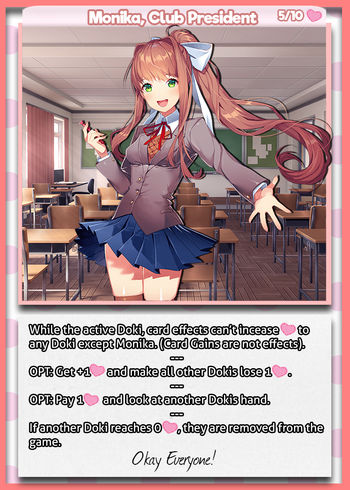 Monika, Club President 5/10
While the active Doki, card effects can't incease to
any Doki except Monika. (Card Gains are not effects).
---
OPT: Get +1 and make all other Dokis lose 1 .
---
OPT: Pay 1 and look at another Dokis hand.
---
If another Doki reaches 0 , they are removed from the
game.
Okay Everyone!